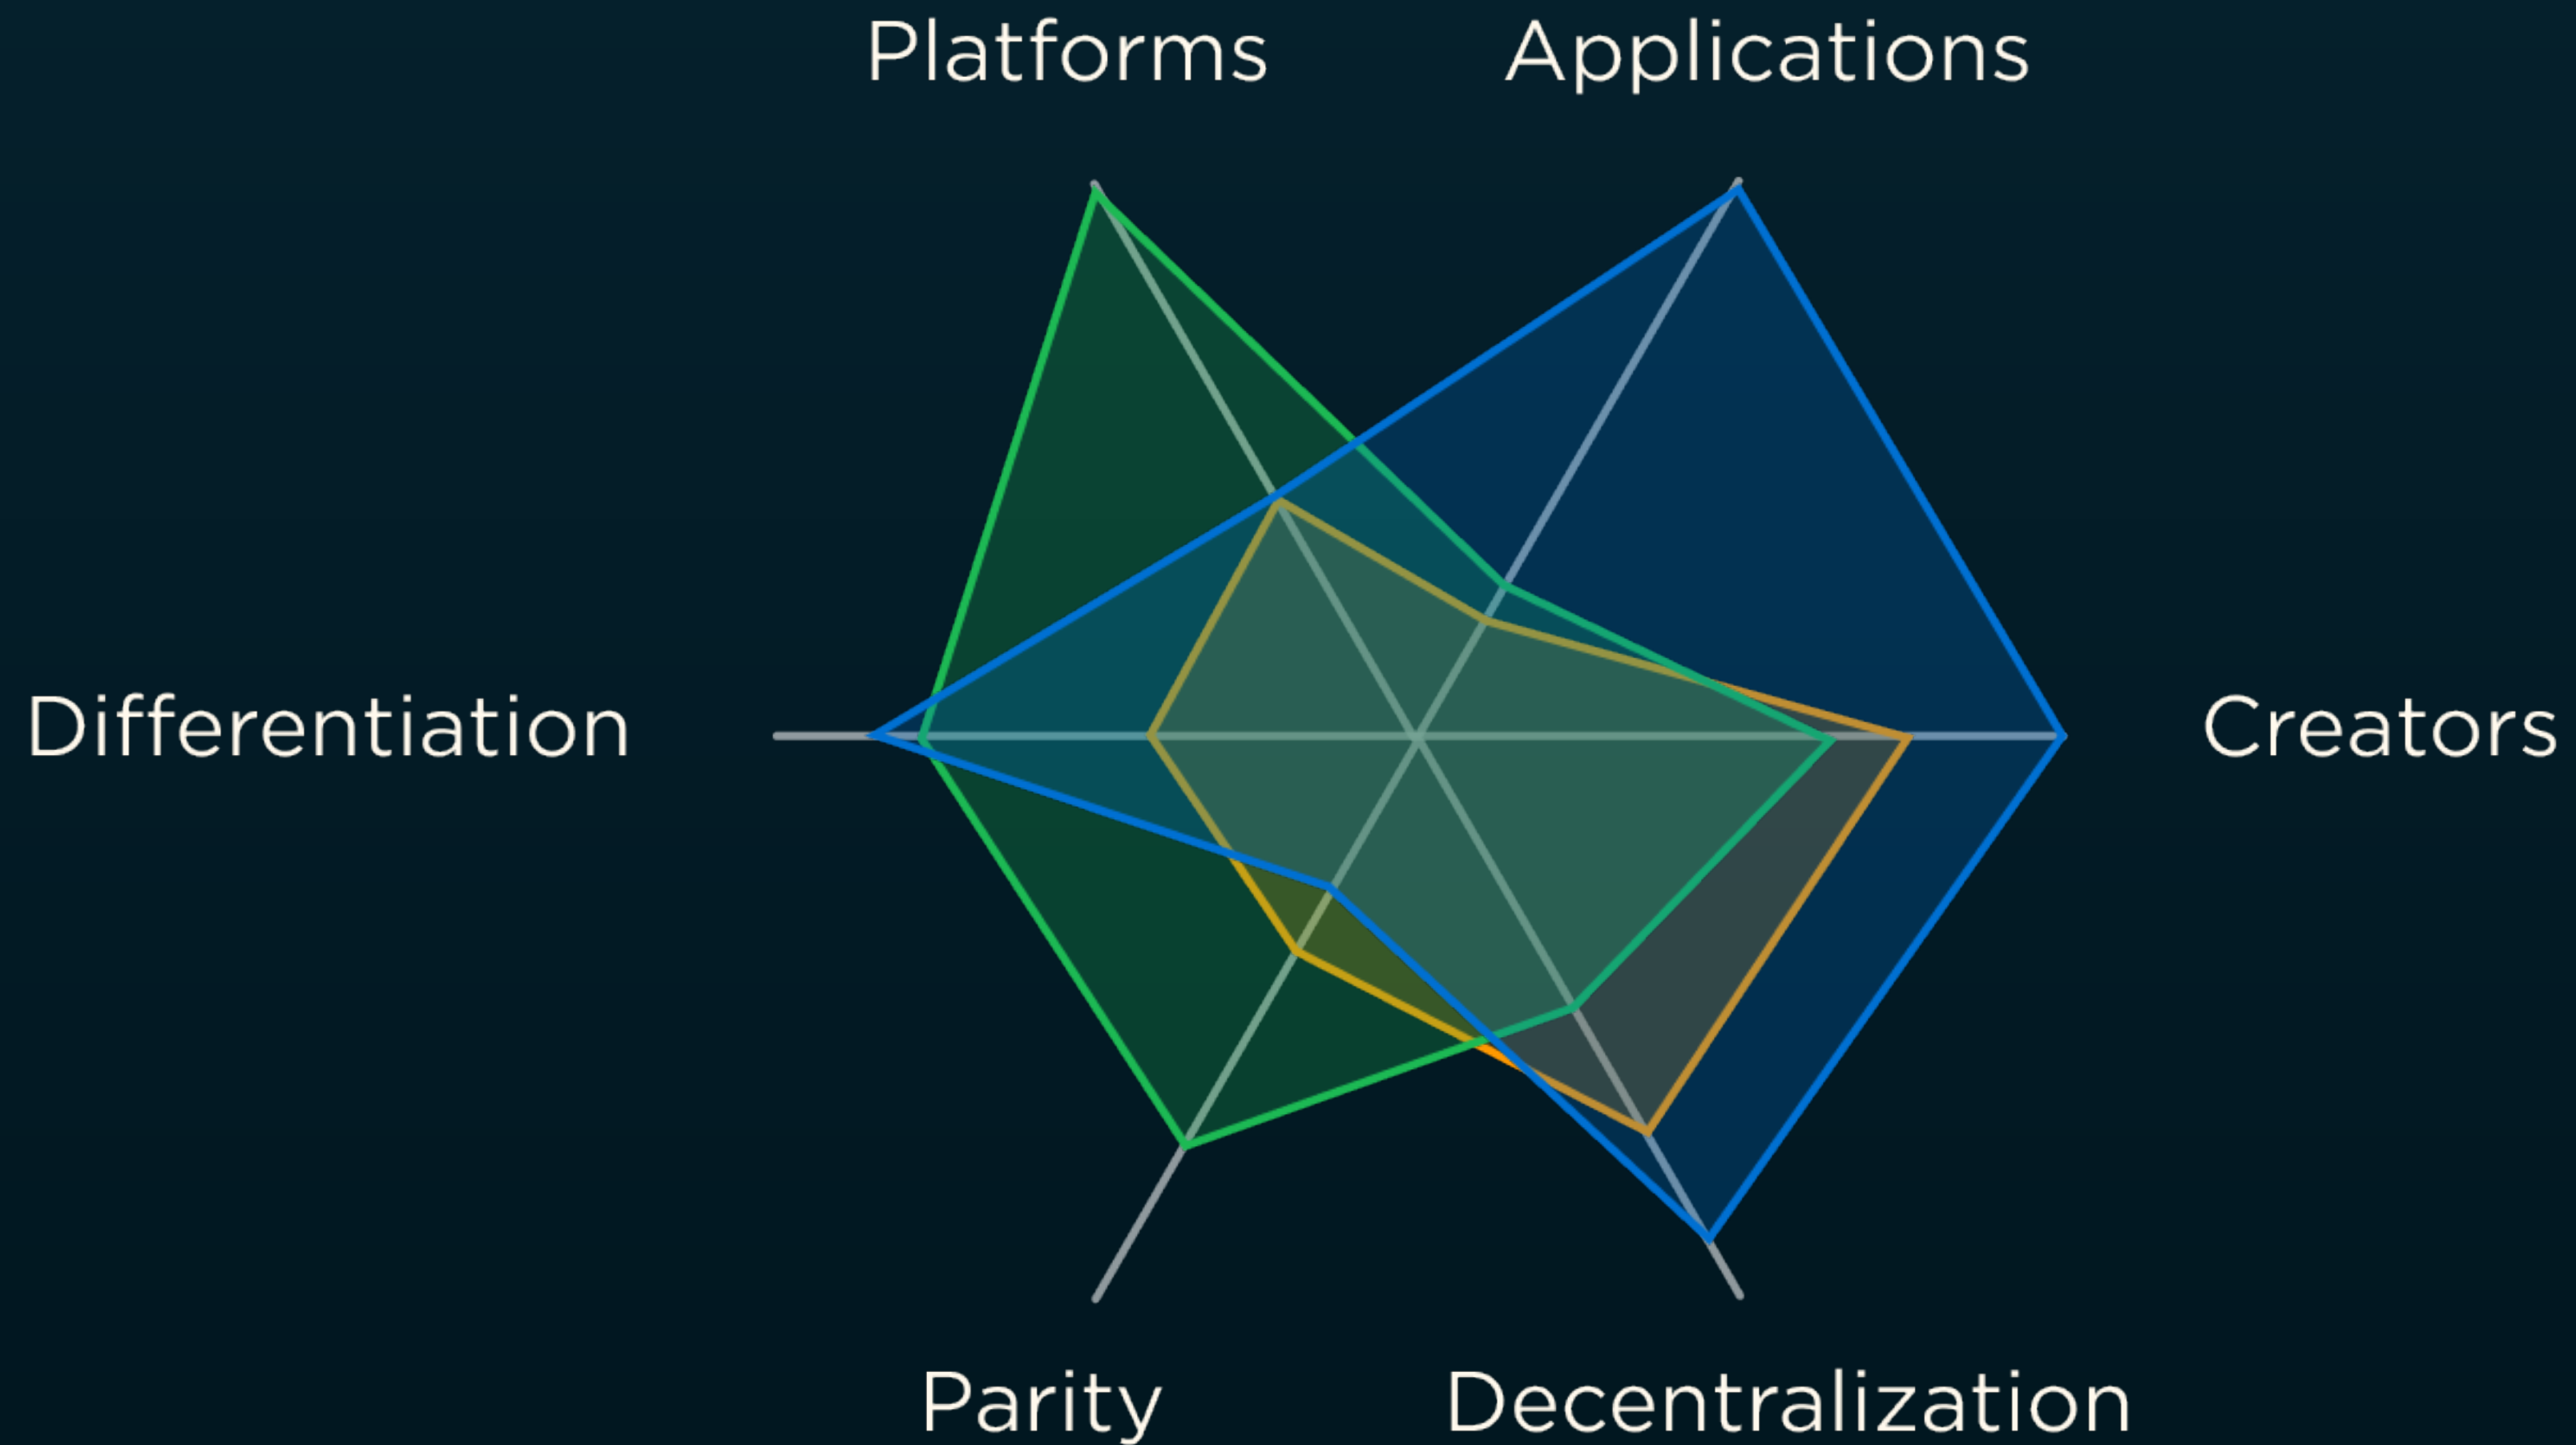 Platforms
Applications
Differentiation
Creators
Parity
Decentralization